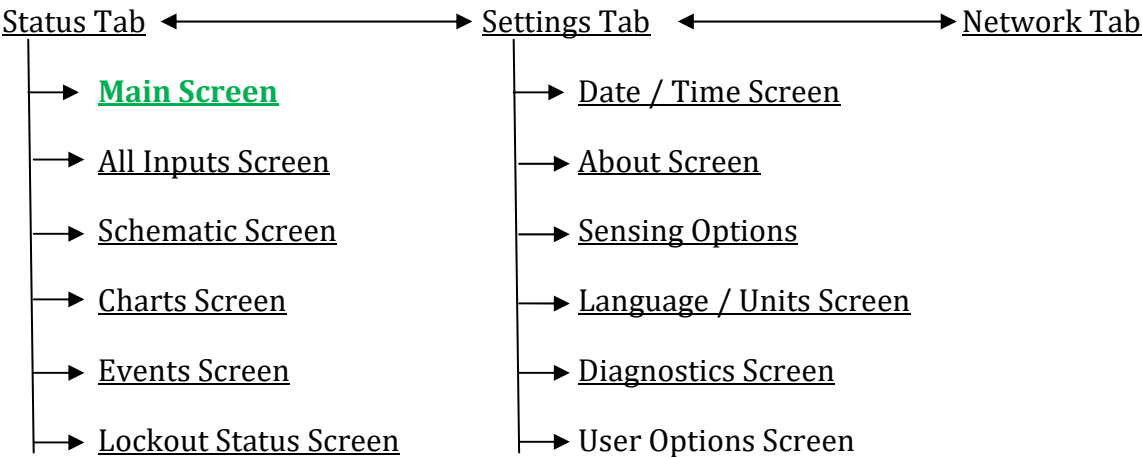 Status Tab Settings Tab Network Tab
Main Screen Date / Time Screen
All Inputs Screen About Screen
Schematic Screen Sensing Options
Charts Screen Language / Units Screen
Events Screen Diagnostics Screen
Lockout Status Screen User Options Screen